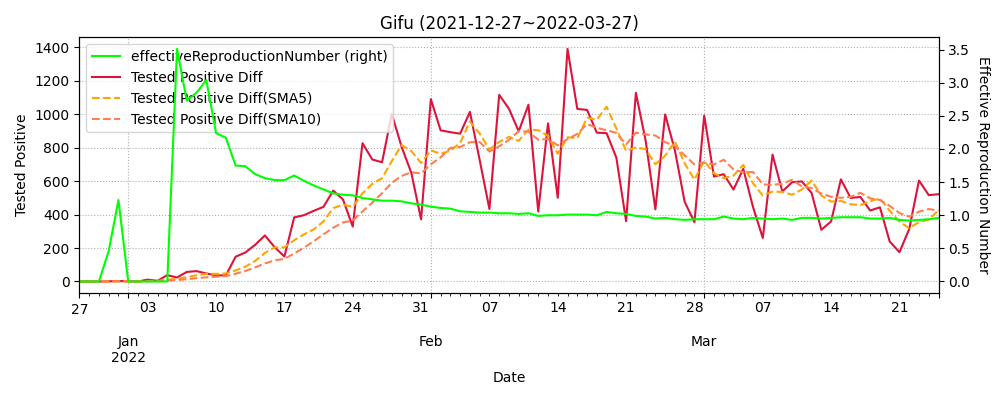 Gifu (2021-12-27~2022-03-27)
effectiveReproductionNumber (right)
Tested Positive Diff
Tested Positive Diff(SMA5)
Tested Positive Diff(SMA10)
Tested Positive
1400
1200
1000
800
600
400
200
0
Effective Reproduction Number
3.5
3.0
2.5
2.0
1.5
1.0
0.5
0.0
27 03 10 17 24 31 07 14 21 28 07 14 21
Jan Feb Mar
2022
Date